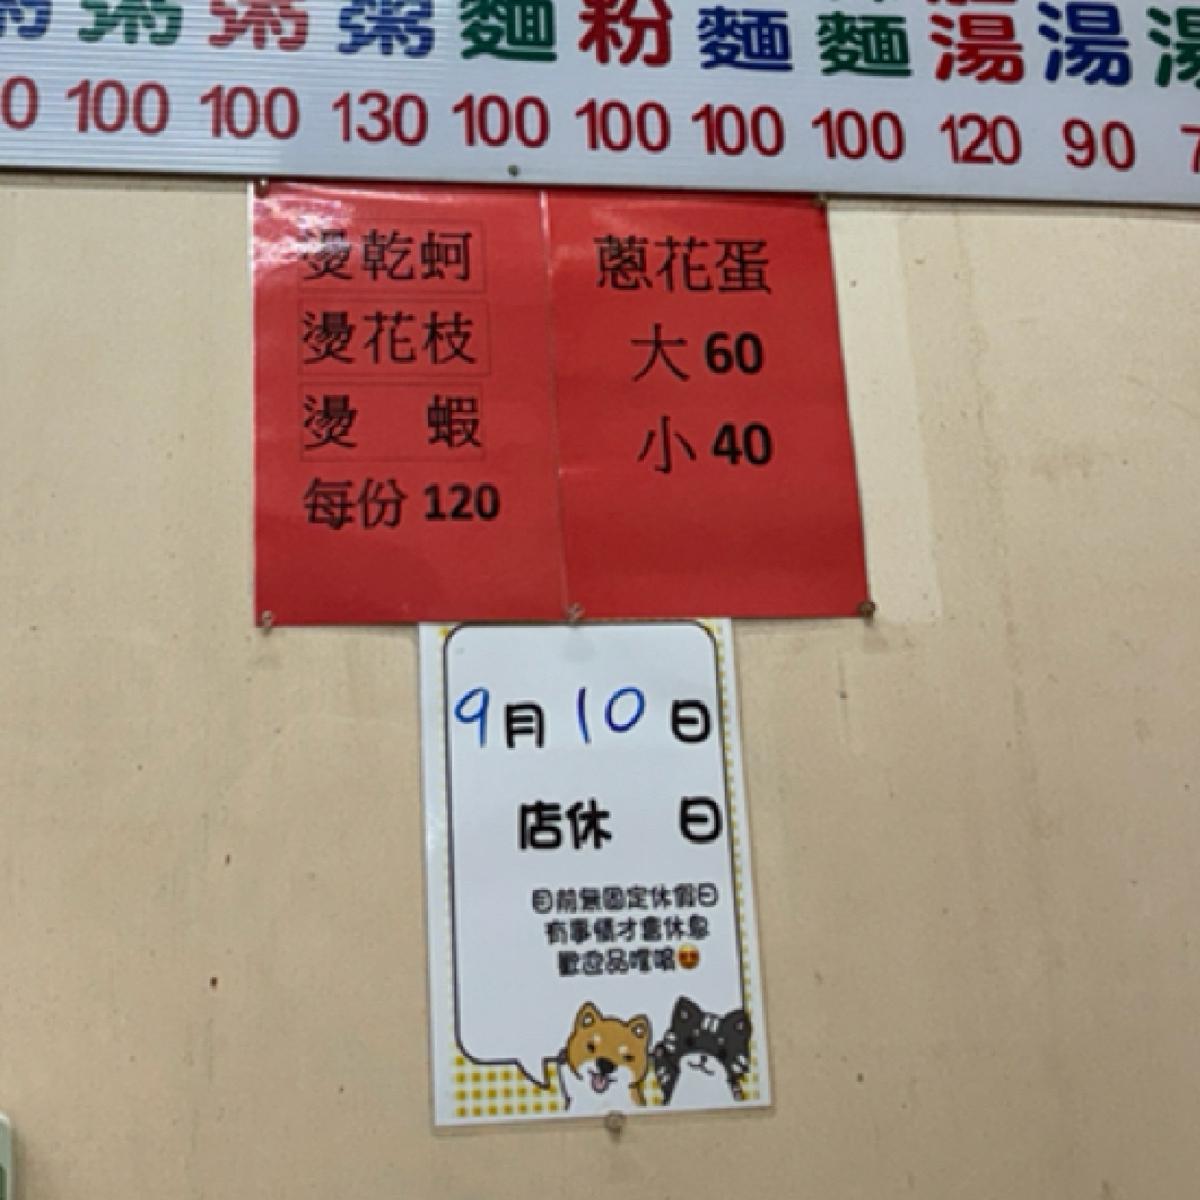 粥 粥 粥 麵 粉 麵 麵 湯 湯 湯
0 100 100 130 100 100 100 100 120 90 7
燙乾蚵
燙花枝
燙 蝦
每份 120
蔥花蛋
大 60
小 40
9月10日
店休 日
目前無固定休假日
有事情才會休息
歡迎品嚐喔